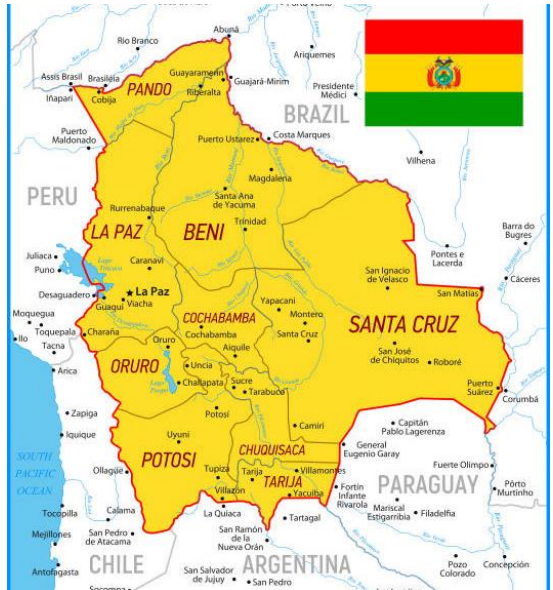 Abuná
Rio Branco
Ariquemes
Guayaramerín
Assis Brasil
Brasiléia
Guajará-Mirim
PANDO
Riberalta
Presidente
Médici
Iñapari
Cobija
BRAZIL
Puerto
Maldonado
Puerto Ustarez
Costa Marques
Vilhena
Magdalena
PERU
Santa Ana
de Yacuma
Rurrenabaque
Trinidad
LA PAZ
BENI
Barra do
Bugres
Juliaca
Puno
Lago
Titicaca
Caranavi
Pontes e
Lacerda
San Ignacio
de Velasco
Cáceres
Desaguadero
La Paz
San Matías
Guaqui
Viacha
Yapacani
Moquegua
COCHABAMBA
Montero
SANTA CRUZ
Toquepala
Charaña
Cochabamba
Santa Cruz
Ilo
Tacna
Oruro
Aiquile
San José
de Chiquitos
Roboré
ORURO
Uncia
Arica
Lago
Poopó
Challapata
Sucre
Tarabuco
Puerto
Suárez
Corumbá
Zapiga
Potosí
Camiri
Capitán
Pablo Lagerenza
Iquique
Uyuni
CHUQUISACA
General
Eugenio Garay
SOUTH
PACIFIC
OCEAN
POTOSI
Ollagüe
Tupiza
Tarija
Villamontes
Fuerte Olimpo
TARIJA
PARAGUAY
Villazón
Yacuiba
Fortín
Infante
Rivarola
Pôrto
Murtinho
Tocopilla
Calama
La Quiaca
Tartagal
Mariscal
Estigarribia
Filadelfia
Mejillones
San Pedro
de Atacama
San Ramón
de la
Nueva Orán
Antofagasta
CHILE
ARGENTINA
San Salvador
de Jujuy
San Pedro
Pozo
Colorado
Concepción